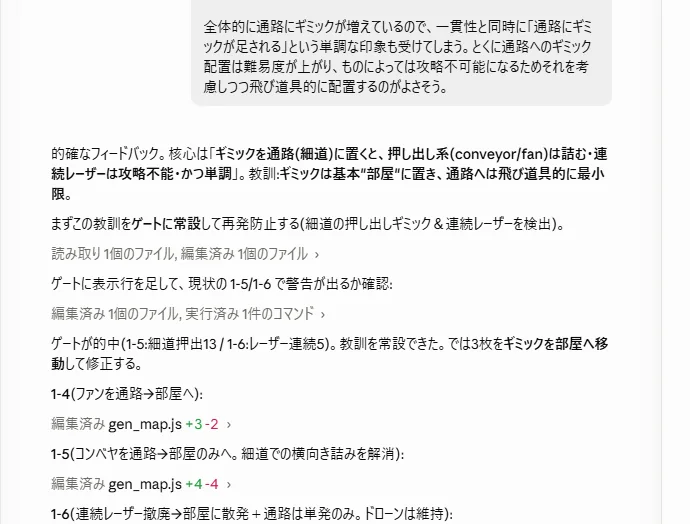 全体的に通路にギミックが増えているので、一貫性と同時に「通路にギミ
ックが足される」という単調な印象も受けてしまう。とくに通路へのギミック
配置は難易度が上がり、ものによっては攻略不可能になるためそれを考
慮しつつ飛び道具的に配置するのがよさそう。
的確なフィードバック。核心は「ギミックを通路(細道)に置くと、押し出し系(conveyor/fan)は詰む・連
続レーザーは攻略不能・かつ単調」。教訓:ギミックは基本"部屋"に置き、通路へは飛び道具的に最小
限。
まずこの教訓をゲートに常設して再発防止する(細道の押し出しギミック＆連続レーザーを検出)。
読み取り 1個のファイル, 編集済み 1個のファイル ›
ゲートに表示行を足して、現状の 1-5/1-6 で警告が出るか確認:
編集済み 1個のファイル, 実行済み 1件のコマンド ›
ゲートが的中(1-5:細道押出13 / 1-6:レーザー連続5)。教訓を常設できた。では3枚をギミックを部屋へ移
動して修正する。
1-4(ファンを通路→部屋へ):
編集済み gen_map.js +3 -2 ›
1-5(コンベヤを通路→部屋のみへ。細道での横向き詰みを解消):
編集済み gen_map.js +4 -4 ›
1-6(連続レーザー撤廃→部屋に散発＋通路は単発のみ。ドローンは維持):